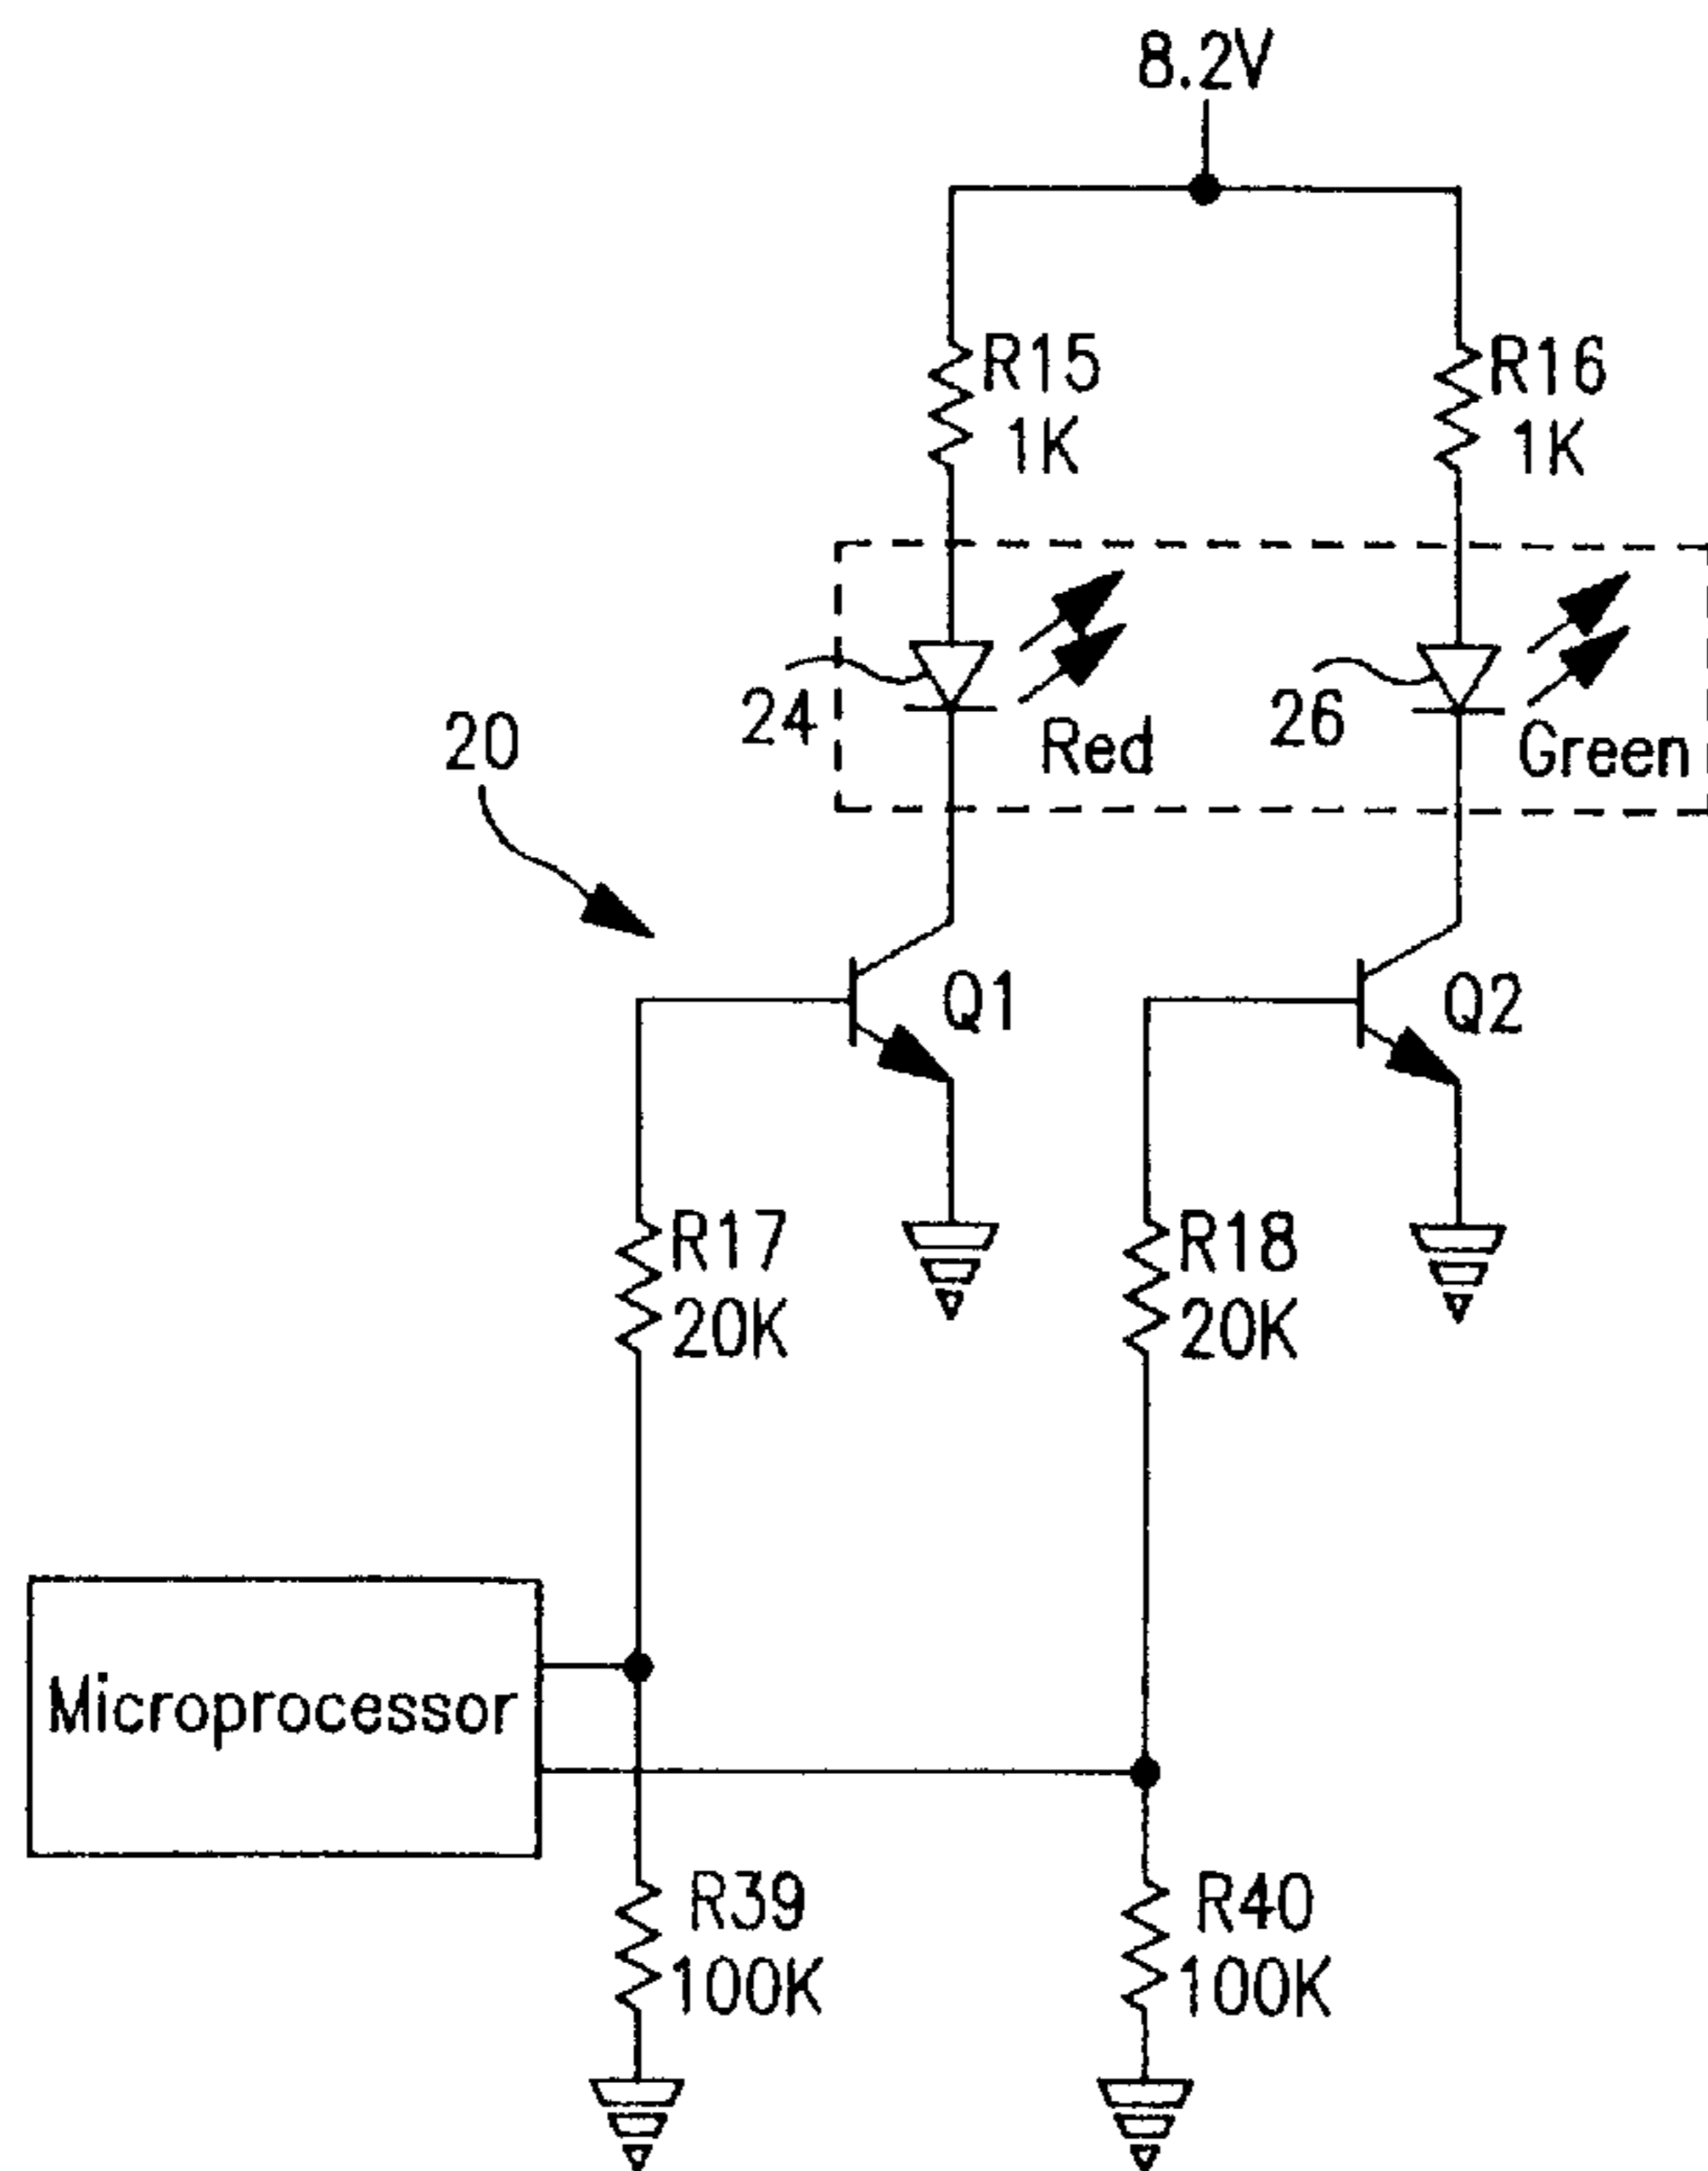 8.2V
R15
1K
R16
1K
24
Red
26
Green
20
Q1
Q2
R17
20K
R18
20K
Microprocessor
R39
100K
R40
100K